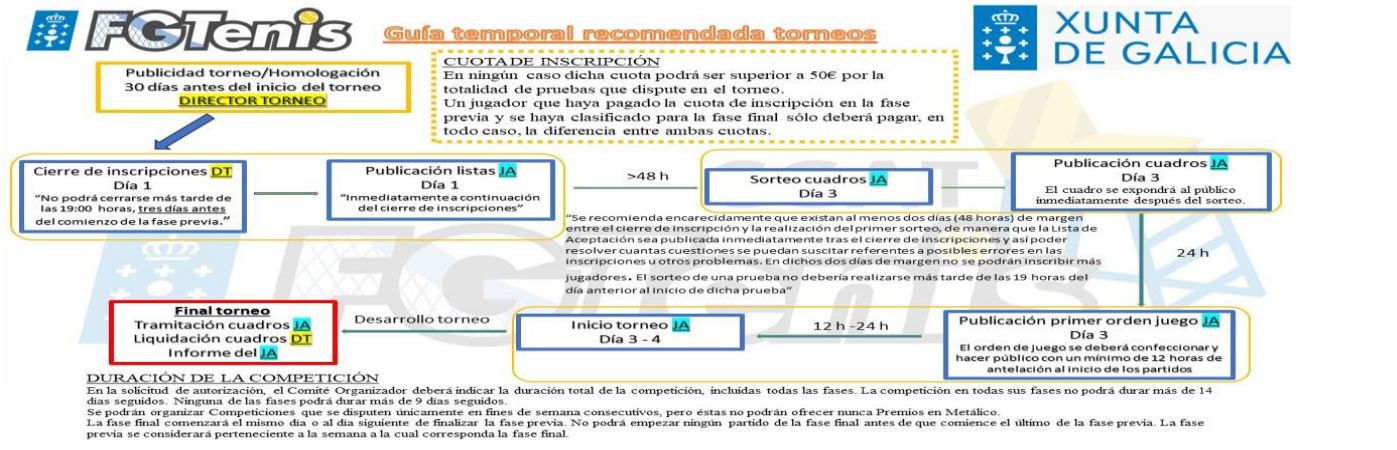 FGTenis
Guía temporal recomendada torneos
XUNTA
DE GALICIA
Publicidad torneo/Homologación
30 días antes del inicio del torneo
DIRECTOR TORNEO
CUOTA DE INSCRIPCIÓN
En ningún caso dicha cuota podrá ser superior a 50€ por la
totalidad de pruebas que dispute en el torneo.
Un jugador que haya pagado la cuota de inscripción en la fase
previa y se haya clasificado para la fase final sólo deberá pagar, en
todo caso, la diferencia entre ambas cuotas.
Cierre de inscripciones DT
Día 1
"No podrá cerrarse más tarde de
las 19:00 horas, tres días antes
del comienzo de la fase previa."
Publicación listas JA
Día 1
"Inmediatamente a continuación
del cierre de inscripciones"
>48 h
Sorteo cuadros JA
Día 3
Publicación cuadros JA
Día 3
El cuadro se expondrá al público
inmediatamente después del sorteo.
"Se recomienda encarecidamente que existan al menos dos días (48 horas) de margen
entre el cierre de inscripción y la realización del primer sorteo, de manera que la Lista de
Aceptación sea publicada inmediatamente tras el cierre de inscripciones y así poder
resolver cuantas cuestiones se puedan suscitar referentes a posibles errores en las
inscripciones u otros problemas. En dichos dos días de margen no se podrán inscribir más
jugadores. El sorteo de una prueba no debería realizarse más tarde de las 19 horas del
día anterior al inicio de dicha prueba"
24 h
Publicación primer orden juego JA
Día 3
El orden de juego se deberá confeccionar y
hacer público con un mínimo de 12 horas de
antelación al inicio de los partidos
12 h -24 h
Inicio torneo JA
Día 3 - 4
Desarrollo torneo
Final torneo
Tramitación cuadros JA
Liquidación cuadros DT
Informe del JA
DURACIÓN DE LA COMPETICIÓN
En la solicitud de autorización, el Comité Organizador deberá indicar la duración total de la competición, incluidas todas las fases. La competición en todas sus fases no podrá durar más de 14
días seguidos. Ninguna de las fases podrá durar más de 9 días seguidos.
Se podrán organizar Competiciones que se disputen únicamente en fines de semana consecutivos, pero éstas no podrán ofrecer nunca Premios en Metálico.
La fase final comenzará el mismo día o al día siguiente de finalizar la fase previa. No podrá empezar ningún partido de la fase final antes de que comience el último de la fase previa. La fase
previa se considerará perteneciente a la semana a la cual corresponda la fase final.